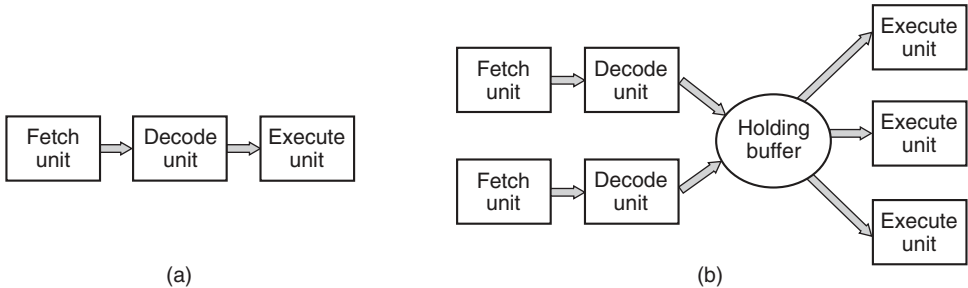 Fetch
unit
Decode
unit
Execute
unit
(a)
Fetch
unit
Decode
unit
Fetch
unit
Decode
unit
Holding
buffer
Execute
unit
Execute
unit
Execute
unit
(b)